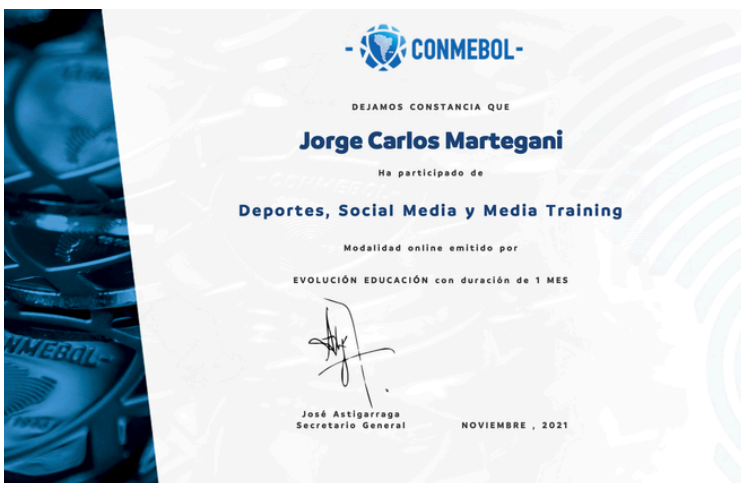 - CONMEBOL -
DEJAMOS CONSTANCIA QUE
Jorge Carlos Martegani
Ha participado de
Deportes, Social Media y Media Training
Modalidad online emitido por
EVOLUCIÓN EDUCACIÓN con duración de 1 MES
José Astigarraga
Secretario General
NOVIEMBRE , 2021